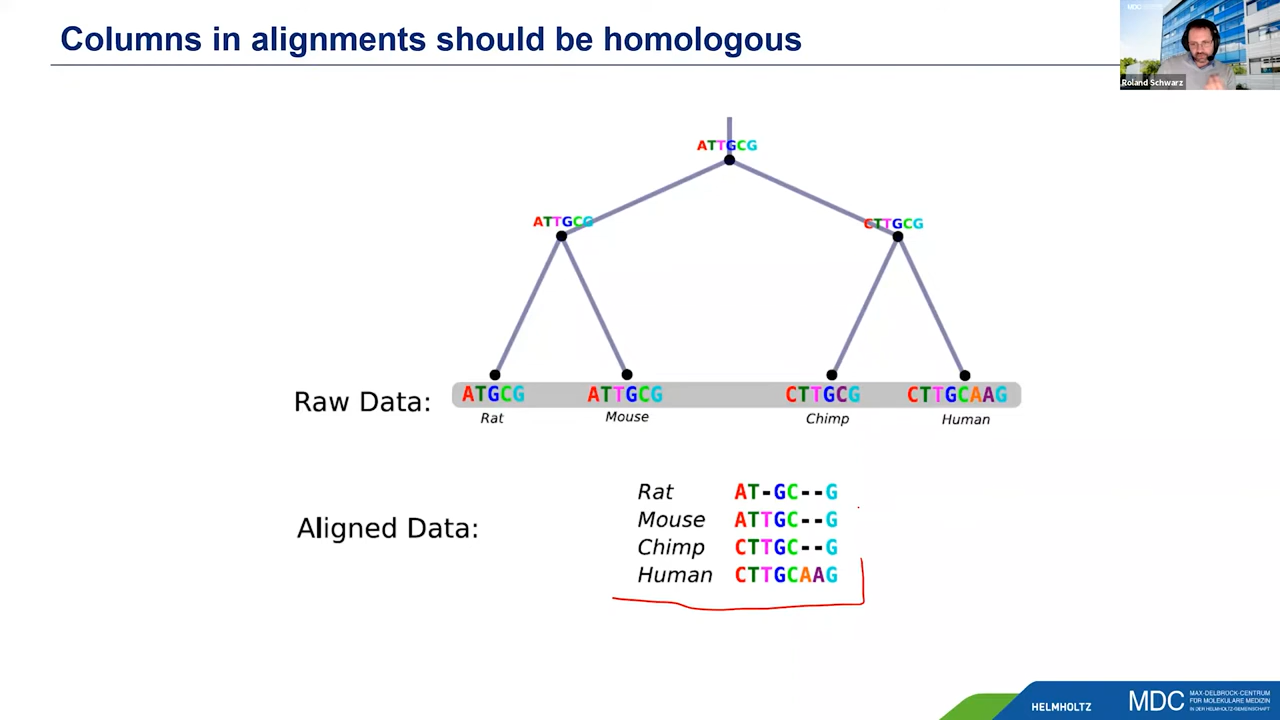 Columns in alignments should be homologous
MDC
Roland Schwarz
ATTGCG
ATTGCG
CTTGCG
Raw Data:
ATGCG ATTGCG CTTGCG CTTGCAAG
Rat Mouse Chimp Human
Aligned Data:
Rat AT-GC--G
Mouse ATTGC--G
Chimp CTTGC--G
Human CTTGCAAG
HELMHOLTZ
MDC
MAX-DELBRÜCK-CENTRUM
FÜR MOLEKULARE MEDIZIN
IN DER HELMHOLTZ-GEMEINSCHAFT